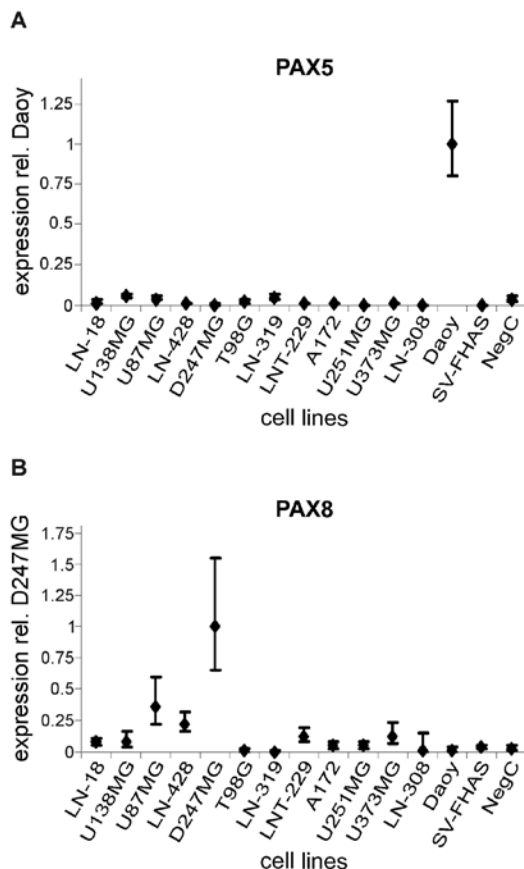 A
PAX5
expression rel. Daoy
1.25
1
0.75
0.5
0.25
0
LN-18
U138MG
U87MG
LN-428
D247MG
T98G
LN-319
LNT-229
A172
U251MG
U373MG
LN-308
Daoy
SV-FHAS
NegC
cell lines
B
PAX8
expression rel. D247MG
1.75
1.5
1.25
1
0.75
0.5
0.25
0
LN-18
U138MG
U87MG
LN-428
D247MG
T98G
LN-319
LNT-229
A172
U251MG
U373MG
LN-308
Daoy
SV-FHAS
NegC
cell lines